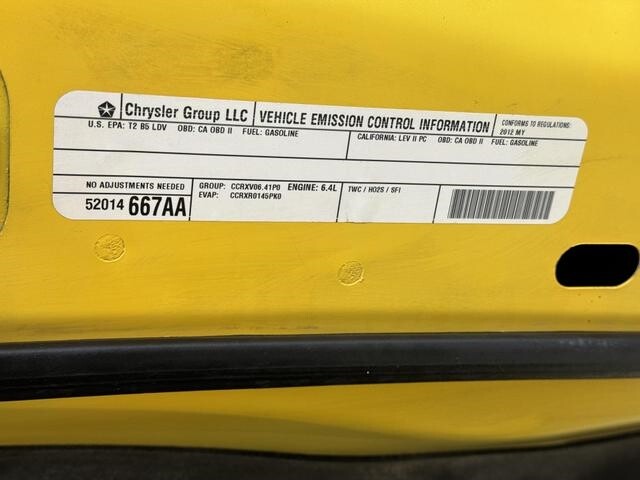 Chrysler Group LLC VEHICLE EMISSION CONTROL INFORMATION CONFORMS TO REGULATIONS:
2012 MY
U.S. EPA: T2 B5 LDV OBD: CA OBD II FUEL: GASOLINE CALIFORNIA: LEV II PC OBD: CA OBD II FUEL: GASOLINE
NO ADJUSTMENTS NEEDED GROUP: CCRXV06.41P0 ENGINE: 6.4L TWC / HO2S / SFI
EVAP: CCRXR0145PK0
52014 667AA